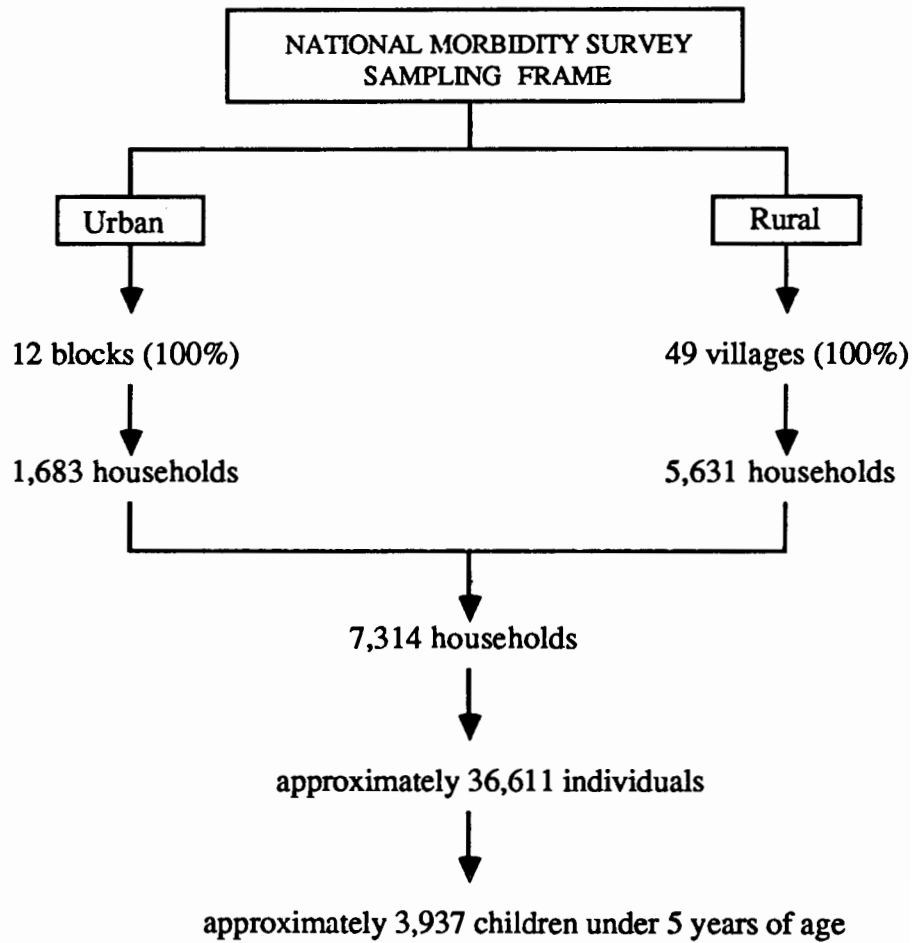 NATIONAL MORBIDITY SURVEY
SAMPLING FRAME
Urban
Rural
12 blocks (100%)
49 villages (100%)
1,683 households
5,631 households
7,314 households
approximately 36,611 individuals
approximately 3,937 children under 5 years of age